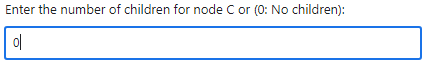 Enter the number of children for node C or (0: No children):
0